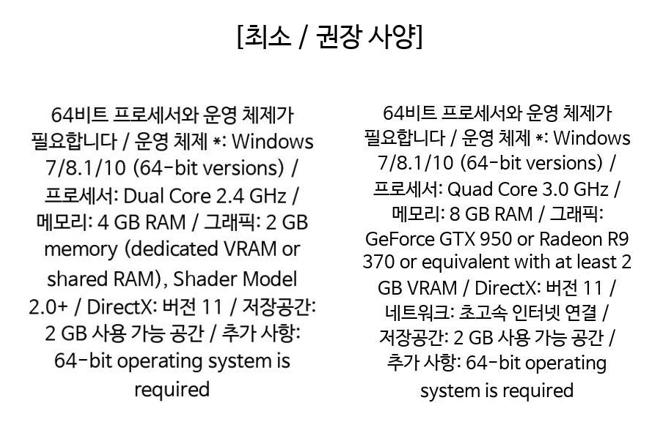 [최소 / 권장 사양]
64비트 프로세서와 운영 체제가
필요합니다 / 운영 체제 *: Windows
7/8.1/10 (64-bit versions) /
프로세서: Dual Core 2.4 GHz /
메모리: 4 GB RAM / 그래픽: 2 GB
memory (dedicated VRAM or
shared RAM), Shader Model
2.0+ / DirectX: 버전 11 / 저장공간:
2 GB 사용 가능 공간 / 추가 사항:
64-bit operating system is
required
64비트 프로세서와 운영 체제가
필요합니다 / 운영 체제 *: Windows
7/8.1/10 (64-bit versions) /
프로세서: Quad Core 3.0 GHz /
메모리: 8 GB RAM / 그래픽:
GeForce GTX 950 or Radeon R9
370 or equivalent with at least 2
GB VRAM / DirectX: 버전 11 /
네트워크: 초고속 인터넷 연결 /
저장공간: 2 GB 사용 가능 공간 /
추가 사항: 64-bit operating
system is required